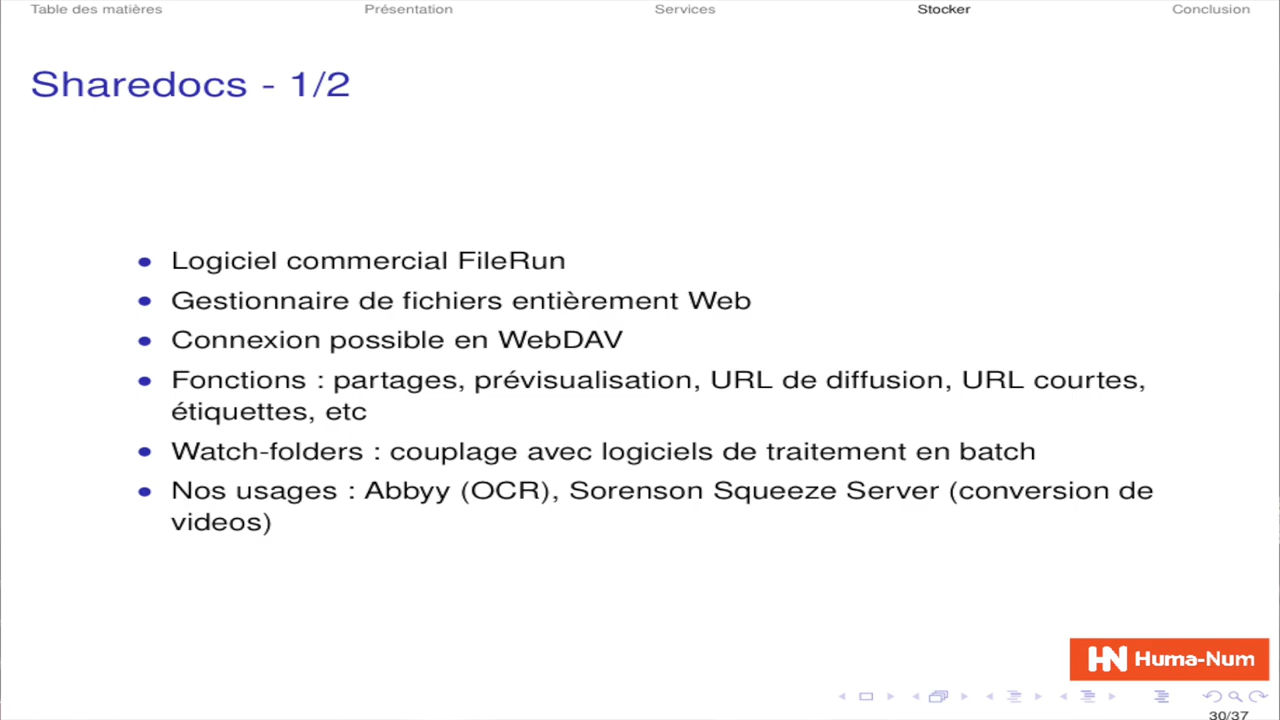 Table des matières Présentation Services Stocker Conclusion
Sharedocs - 1/2
Logiciel commercial FileRun
Gestionnaire de fichiers entièrement Web
Connexion possible en WebDAV
Fonctions : partages, prévisualisation, URL de diffusion, URL courtes,
étiquettes, etc
Watch-folders : couplage avec logiciels de traitement en batch
Nos usages : Abbyy (OCR), Sorenson Squeeze Server (conversion de
videos)
HN Huma-Num
30/37